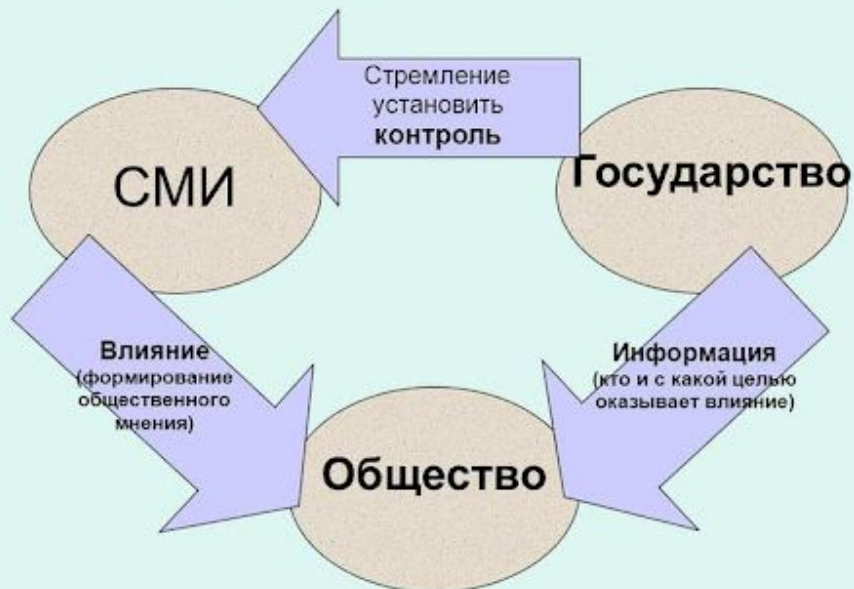 Стремление
установить
контроль
СМИ
Государство
Влияние
(формирование
общественного
мнения)
Информация
(кто и с какой целью
оказывает влияние)
Общество